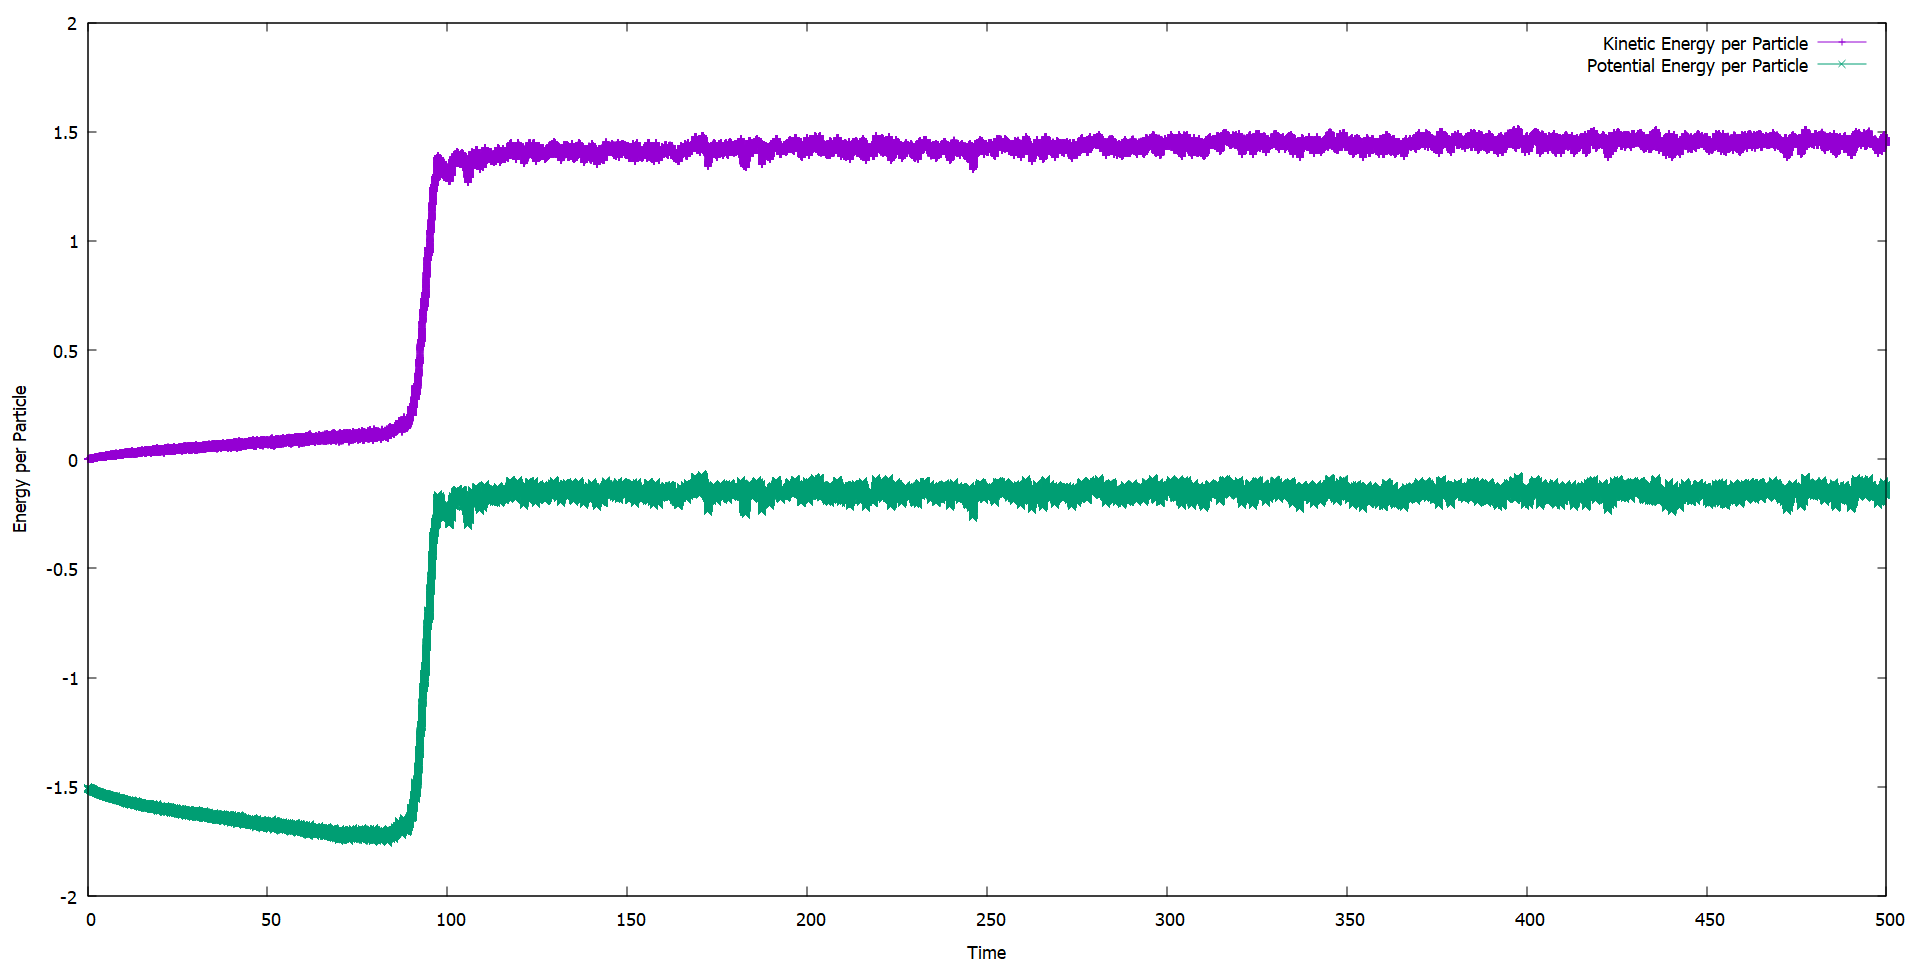 Kinetic Energy per Particle
Potential Energy per Particle
2
1.5
1
0.5
0
-0.5
-1
-1.5
-2
Energy per Particle
0 50 100 150 200 250 300 350 400 450 500
Time